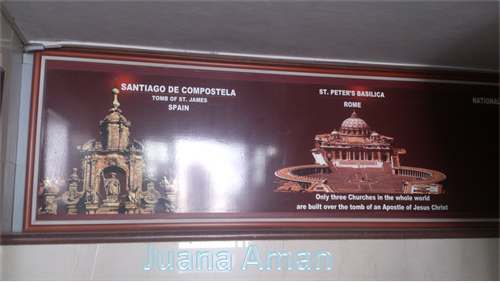 SANTIAGO DE COMPOSTELA
TOMB OF ST. JAMES
SPAIN
ST. PETER'S BASILICA
ROME
Only three Churches in the whole world
are built over the tomb of an Apostle of Jesus Christ
NATIONAL
Juana Aman